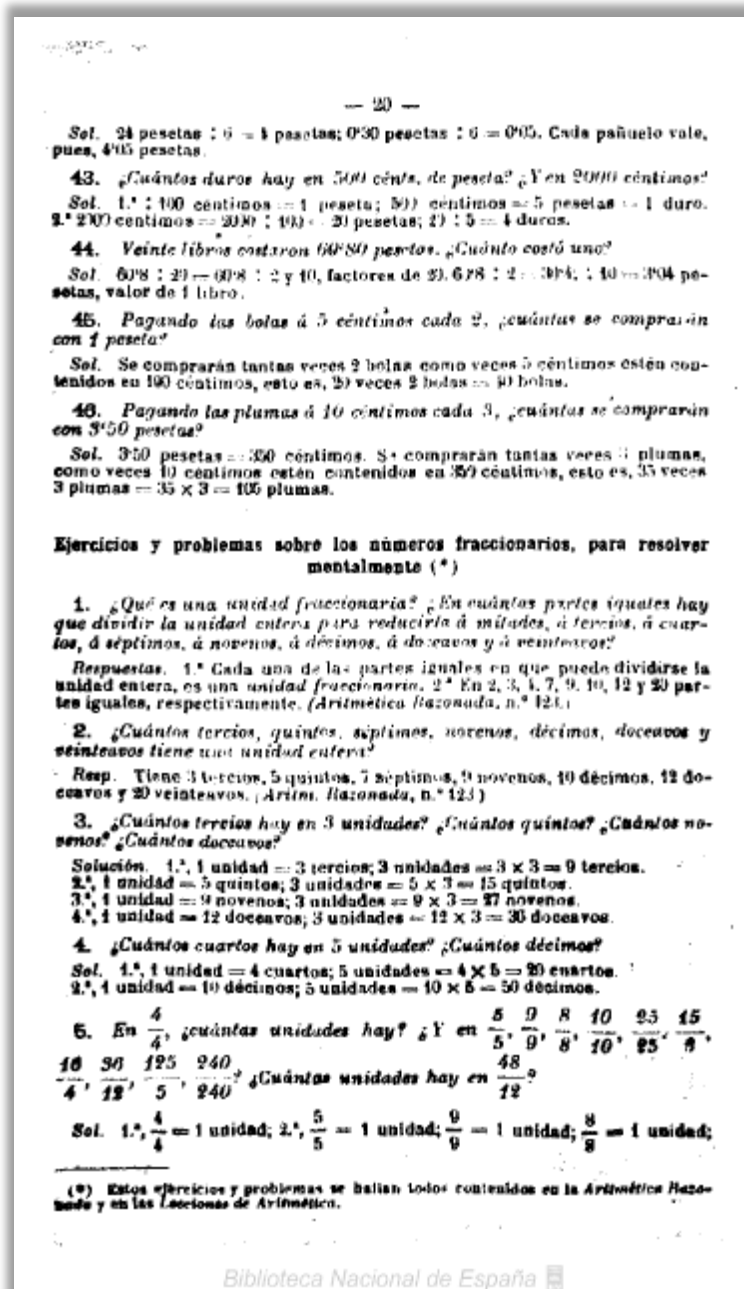 — 20 —
Sol. 24 pesetas : 6 = 4 pesetas; 0'30 pesetas : 6 = 0'05. Cada pañuelo vale,
pues, 4'05 pesetas.
43. ¿Cuántos duros hay en 500 cénts. de peseta? ¿Y en 2000 céntimos?
Sol. 1.ª : 100 céntimos = 1 peseta; 500 céntimos = 5 pesetas = 1 duro.
2.ª 2000 céntimos = 2000 : 100 = 20 pesetas; 20 : 5 = 4 duros.
44. Veinte libros costaron 60'80 pesetas. ¿Cuánto costó uno?
Sol. 60'8 : 20 = 60'8 : 2 y 10, factores de 20. 60'8 : 2 = 30'4; : 10 = 3'04 pe-
setas, valor de 1 libro.
45. Pagando las bolas á 5 céntimos cada 2, ¿cuántas se comprarán
con 1 peseta?
Sol. Se comprarán tantas veces 2 bolas como veces 5 céntimos estén con-
tenidos en 100 céntimos, esto es, 20 veces 2 bolas = 40 bolas.
46. Pagando las plumas á 10 céntimos cada 3, ¿cuántas se comprarán
con 3'50 pesetas?
Sol. 3'50 pesetas = 350 céntimos. Se comprarán tantas veces 3 plumas,
como veces 10 céntimos estén contenidos en 350 céntimos, esto es, 35 veces
3 plumas = 35 × 3 = 105 plumas.
Ejercicios y problemas sobre los números fraccionarios, para resolver
mentalmente (*)
1. ¿Qué es una unidad fraccionaria? ¿En cuántas partes iguales hay
que dividir la unidad entera para reducirla á mitades, á tercios, á cuar-
tos, á séptimos, á novenos, á décimos, á doceavos y á veinteavos?
Respuestas. 1.ª Cada una de las partes iguales en que puede dividirse la
unidad entera, es una unidad fraccionaria. 2.ª En 2, 3, 4, 7, 9, 10, 12 y 20 par-
tes iguales, respectivamente. (Aritmética Razonada, n.º 123.)
2. ¿Cuántos tercios, quintos, séptimos, novenos, décimos, doceavos y
veinteavos tiene una unidad entera?
Resp. Tiene 3 tercios, 5 quintos, 7 séptimos, 9 novenos, 10 décimos, 12 do-
ceavos y 20 veinteavos. (Aritm. Razonada, n.º 123)
3. ¿Cuántos tercios hay en 3 unidades? ¿Cuántos quintos? ¿Cuántos no-
venos? ¿Cuántos doceavos?
Solución. 1.ª, 1 unidad = 3 tercios; 3 unidades = 3 × 3 = 9 tercios.
2.ª, 1 unidad = 5 quintos; 3 unidades = 5 × 3 = 15 quintos.
3.ª, 1 unidad = 9 novenos; 3 unidades = 9 × 3 = 27 novenos.
4.ª, 1 unidad = 12 doceavos; 3 unidades = 12 × 3 = 36 doceavos.
4. ¿Cuántos cuartos hay en 5 unidades? ¿Cuántos décimos?
Sol. 1.ª, 1 unidad = 4 cuartos; 5 unidades = 4 × 5 = 20 cuartos.
2.ª, 1 unidad = 10 décimos; 5 unidades = 10 × 5 = 50 décimos.
5. En 4/4, ¿cuántas unidades hay? ¿Y en 5/5, 9/9, 8/8, 10/10, 25/25,
16/4, 36/12, 125/5, 240/240? ¿Cuántas unidades hay en 48/12?
Sol. 1.ª, 4/4 = 1 unidad; 2.ª, 5/5 = 1 unidad; 9/9 = 1 unidad; 8/8 = 1 unidad;
(*) Estos ejercicios y problemas se hallan todos contenidos en la Aritmética Razo-
nada y en las Lecciones de Aritmética.
Biblioteca Nacional de España